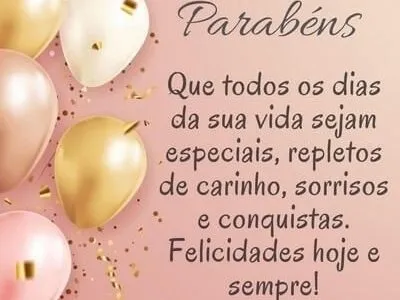 Parabéns
Que todos os dias
da sua vida sejam
especiais, repletos
de carinho, sorrisos
e conquistas.
Felicidades hoje e
sempre!